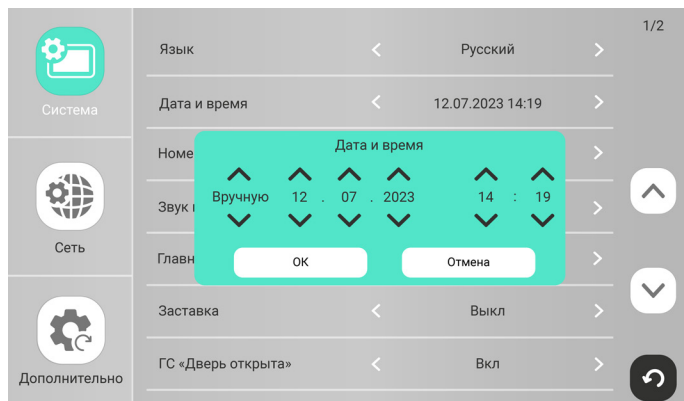 1/2
Система
Сеть
Дополнительно
Язык < Русский >
Дата и время < 12.07.2023 14:19 >
Номе
Звук
Главн
Заставка < Выкл >
ГС «Дверь открыта» < Вкл >
Дата и время
Вручную 12 . 07 . 2023 14 : 19
ОК Отмена